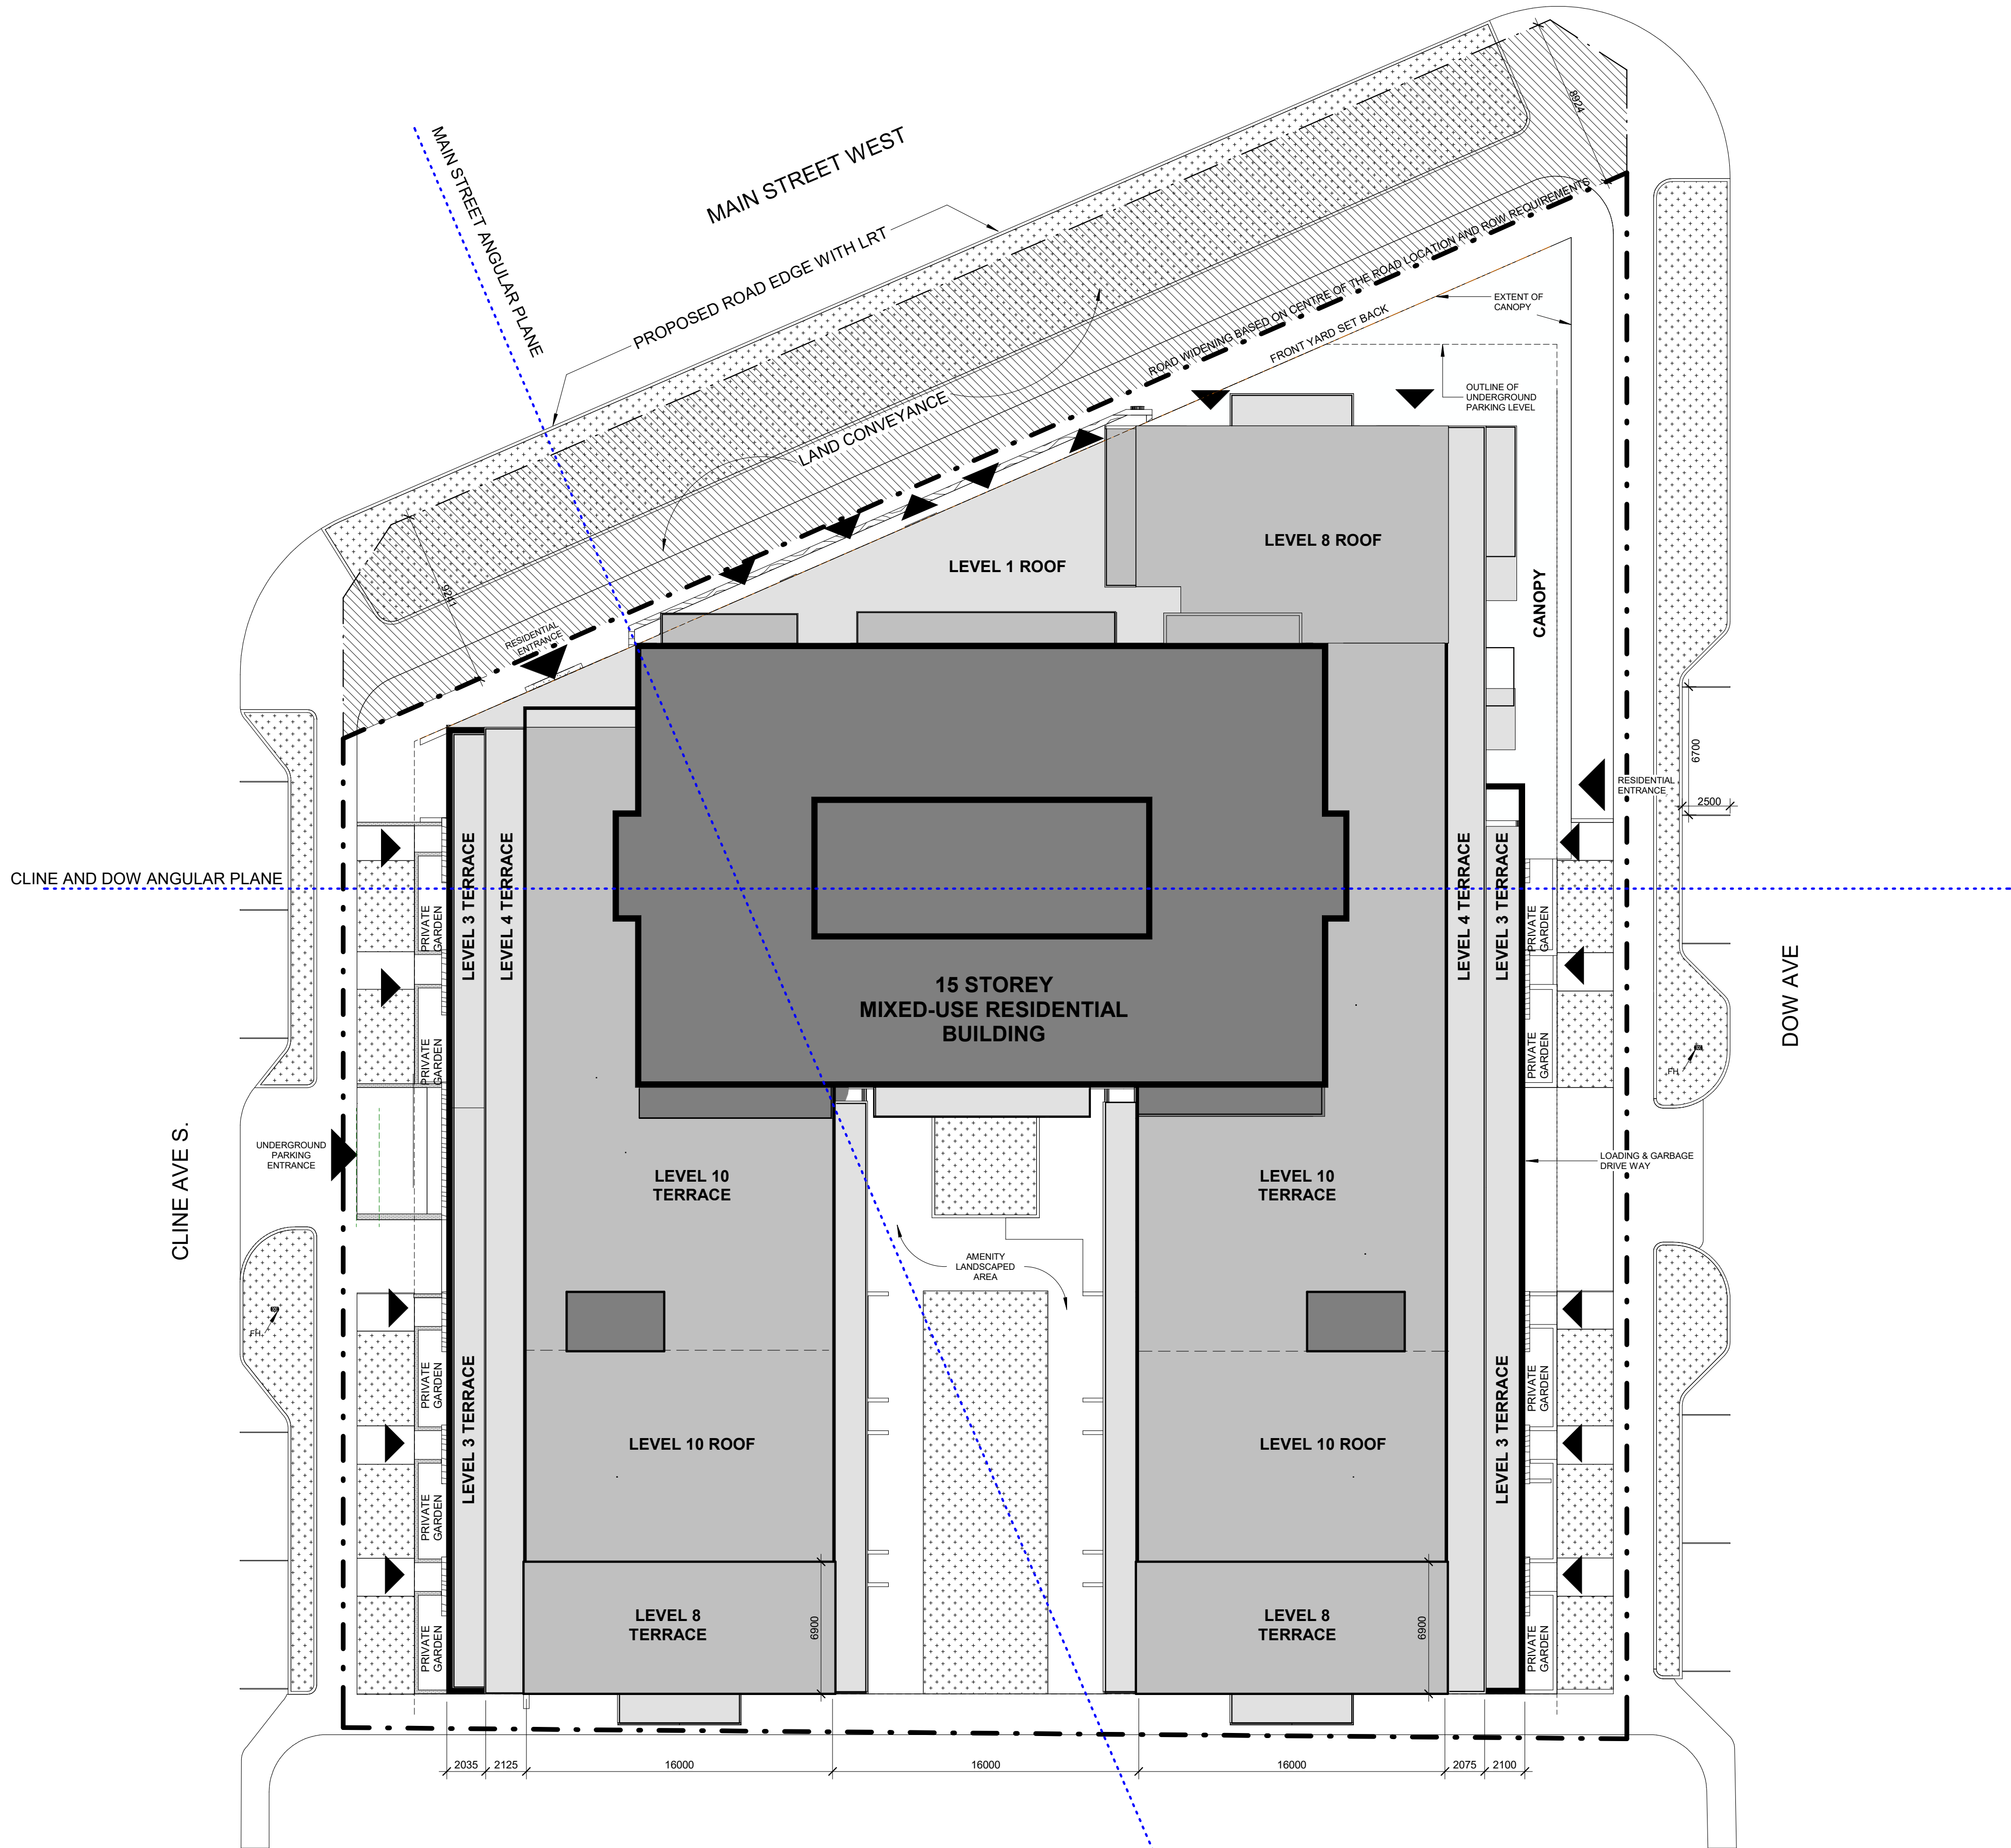 MAIN STREET ANGULAR PLANE
MAIN STREET WEST
PROPOSED ROAD EDGE WITH LRT
8924
ROAD WIDENING BASED ON CENTRE OF THE ROAD LOCATION AND ROW REQUIREMENTS
FRONT YARD SET BACK
EXTENT OF
CANOPY
OUTLINE OF
UNDERGROUND
PARKING LEVEL
LAND CONVEYANCE
9241
RESIDENTIAL
ENTRANCE
LEVEL 1 ROOF
LEVEL 8 ROOF
CANOPY
6700
2500
RESIDENTIAL
ENTRANCE
CLINE AND DOW ANGULAR PLANE
LEVEL 3 TERRACE
LEVEL 4 TERRACE
LEVEL 4 TERRACE
LEVEL 3 TERRACE
PRIVATE
GARDEN
PRIVATE
GARDEN
PRIVATE
GARDEN
PRIVATE
GARDEN
15 STOREY
MIXED-USE RESIDENTIAL
BUILDING
DOW AVE
FH
CLINE AVE S.
UNDERGROUND
PARKING
ENTRANCE
LEVEL 10
TERRACE
LEVEL 10
TERRACE
LOADING & GARBAGE
DRIVE WAY
AMENITY
LANDSCAPED
AREA
FH
LEVEL 3 TERRACE
LEVEL 3 TERRACE
PRIVATE
GARDEN
PRIVATE
GARDEN
LEVEL 10 ROOF
LEVEL 10 ROOF
PRIVATE
GARDEN
LEVEL 8
TERRACE
6900
LEVEL 8
TERRACE
6900
PRIVATE
GARDEN
PRIVATE
GARDEN
2035
2125
16000
16000
16000
2075
2100